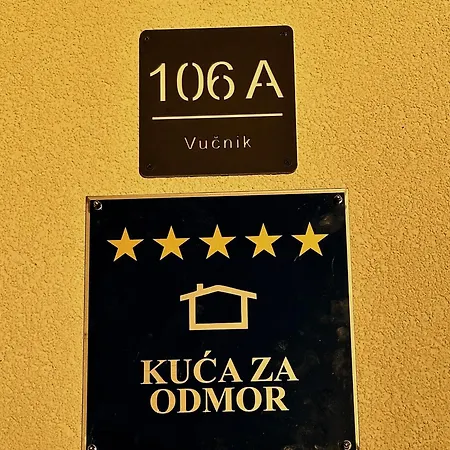 106 A
Vučnik
KUĆA ZA
ODMOR